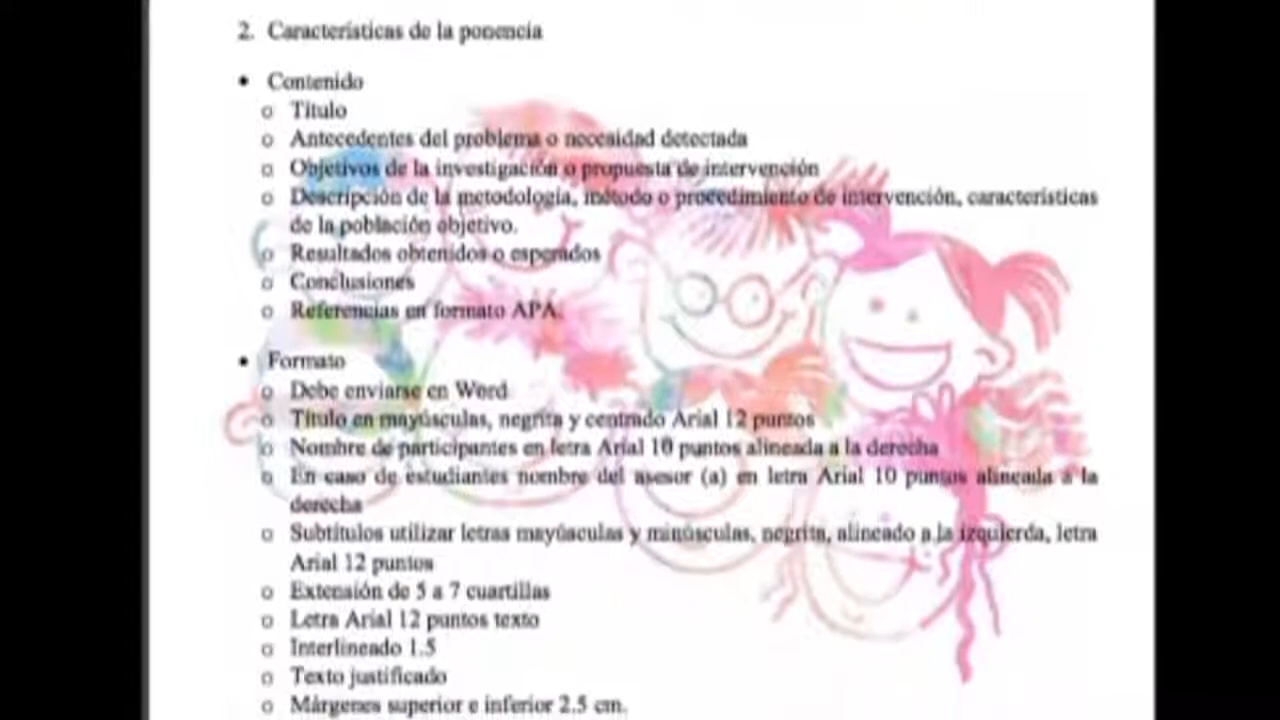 2. Características de la ponencia
• Contenido
o Título
o Antecedentes del problema o necesidad detectada
o Objetivos de la investigación o propuesta de intervención
o Descripción de la metodología, método o procedimiento de intervención, características
de la población objetivo.
o Resultados obtenidos o esperados
o Conclusiones
o Referencias en formato APA.
• Formato
o Debe enviarse en Word
o Título en mayúsculas, negrita y centrado Arial 12 puntos
o Nombre de participantes en letra Arial 10 puntos alineada a la derecha
o En caso de estudiantes nombre del asesor (a) en letra Arial 10 puntos alineada a la
derecha
o Subtítulos utilizar letras mayúsculas y minúsculas, negrita, alineado a la izquierda, letra
Arial 12 puntos
o Extensión de 5 a 7 cuartillas
o Letra Arial 12 puntos texto
o Interlineado 1.5
o Texto justificado
o Márgenes superior e inferior 2.5 cm.